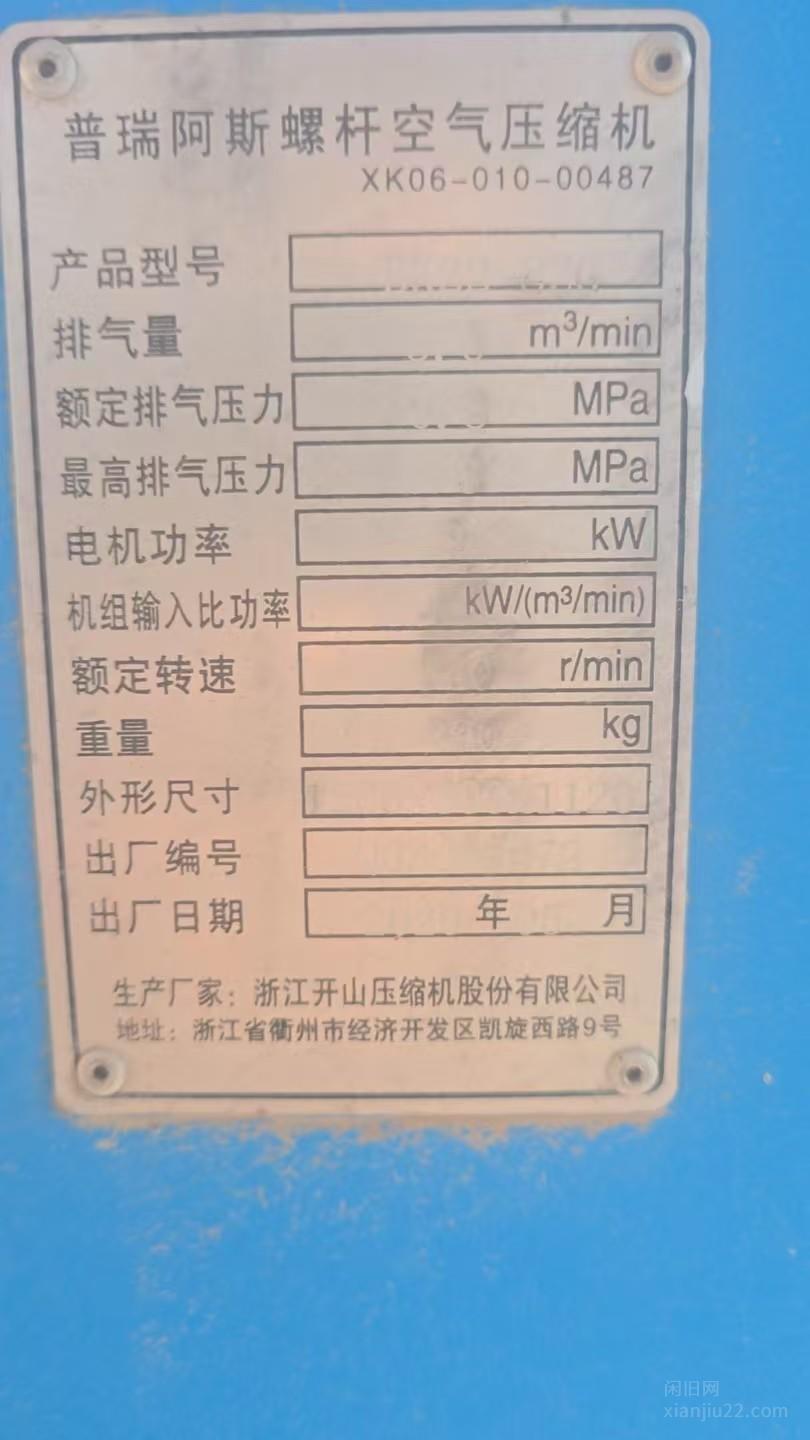 普瑞阿斯螺杆空气压缩机
XK06-010-00487
产品型号
排气量 m³/min
额定排气压力 MPa
最高排气压力 MPa
电机功率 kW
机组输入比功率 kW/(m³/min)
额定转速 r/min
重量 kg
外形尺寸
出厂编号
出厂日期 年 月
生产厂家：浙江开山压缩机股份有限公司
地址：浙江省衢州市经济开发区凯旋西路9号
闲旧网
xianjiu22.com